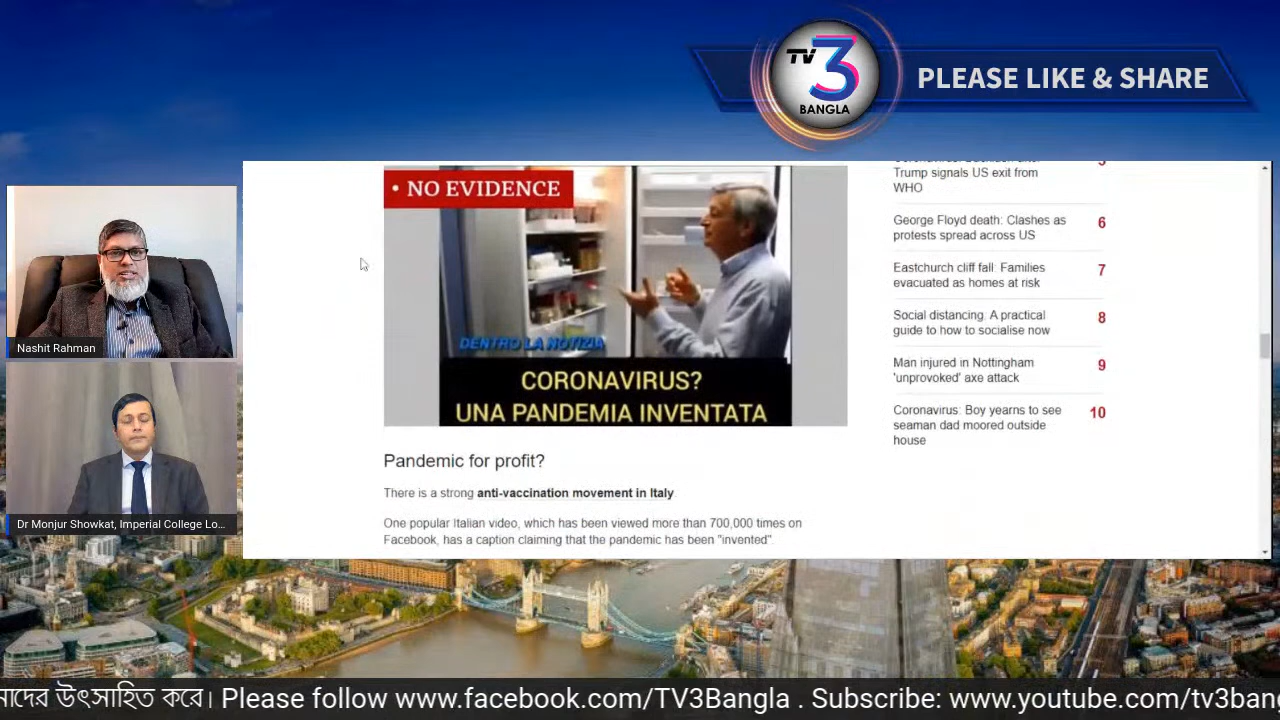 TV3
BANGLA
PLEASE LIKE & SHARE
Nashit Rahman
Dr Monjur Showkat, Imperial College Lo...
• NO EVIDENCE
DENTRO LA NOTIZIA
CORONAVIRUS?
UNA PANDEMIA INVENTATA
Pandemic for profit?
There is a strong anti-vaccination movement in Italy.
One popular Italian video, which has been viewed more than 700,000 times on
Facebook, has a caption claiming that the pandemic has been "invented".
Trump signals US exit from
WHO
George Floyd death: Clashes as
protests spread across US
6
Eastchurch cliff fall: Families
evacuated as homes at risk
7
Social distancing: A practical
guide to how to socialise now
8
Man injured in Nottingham
'unprovoked' axe attack
9
Coronavirus: Boy yearns to see
seaman dad moored outside
house
10
উৎসাহিত করে। Please follow www.facebook.com/TV3Bangla . Subscribe: www.youtube.com/tv3bang